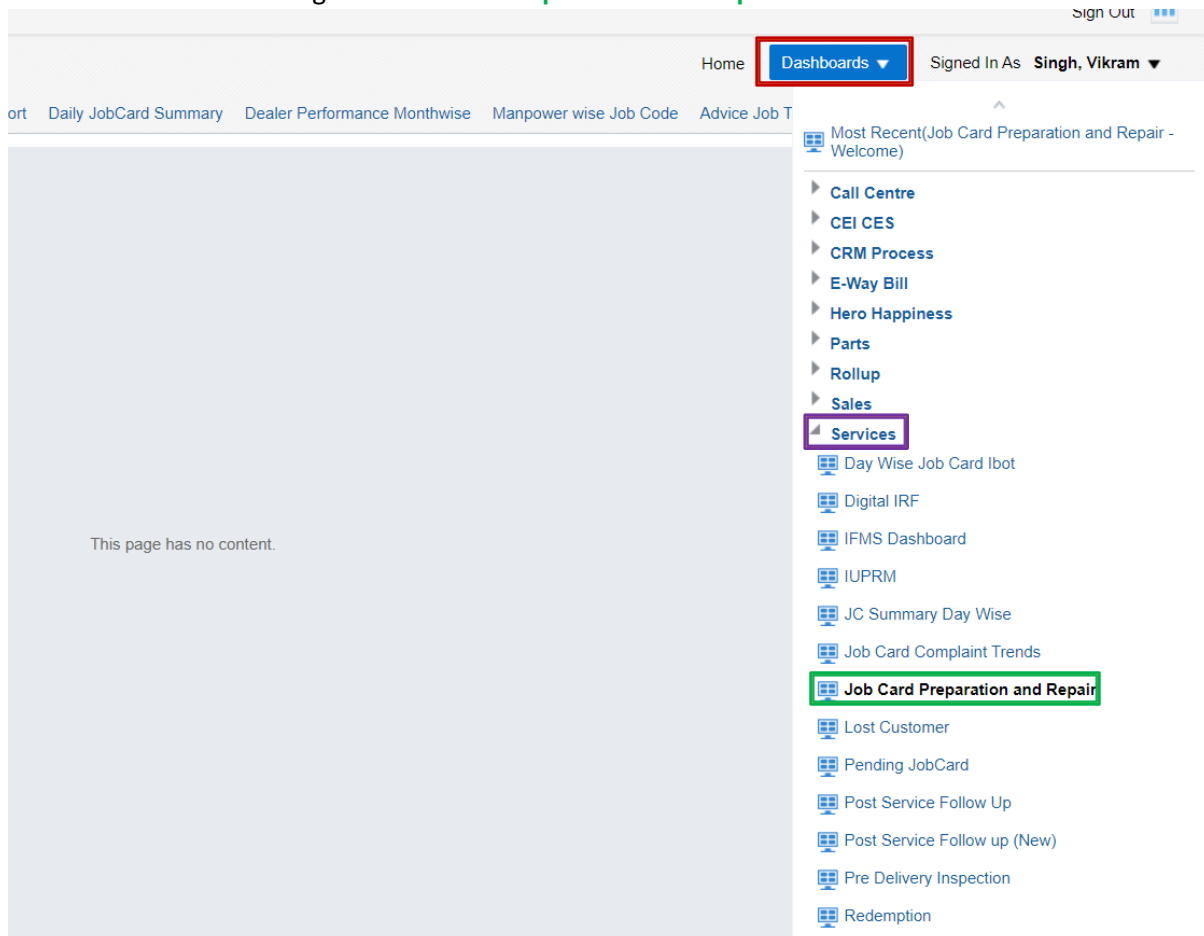 Sign Out
Home Dashboards Signed In As Singh, Vikram
ort Daily JobCard Summary Dealer Performance Monthwise Manpower wise Job Code Advice Job T
Most Recent(Job Card Preparation and Repair -
Welcome)
Call Centre
CEI CES
CRM Process
E-Way Bill
Hero Happiness
Parts
Rollup
Sales
Services
Day Wise Job Card Ibot
Digital IRF
This page has no content.
IFMS Dashboard
IUPRM
JC Summary Day Wise
Job Card Complaint Trends
Job Card Preparation and Repair
Lost Customer
Pending JobCard
Post Service Follow Up
Post Service Follow up (New)
Pre Delivery Inspection
Redemption